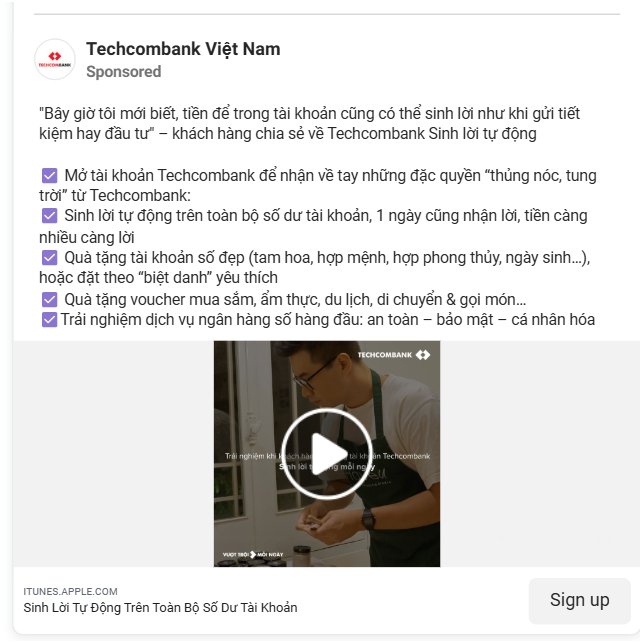 Techcombank Việt Nam
TECHCOMBANK
Sponsored
"Bây giờ tôi mới biết, tiền để trong tài khoản cũng có thể sinh lời như khi gửi tiết
kiệm hay đầu tư" – khách hàng chia sẻ về Techcombank Sinh lời tự động
Mở tài khoản Techcombank để nhận về tay những đặc quyền “thủng nóc, tung
trời” từ Techcombank:
Sinh lời tự động trên toàn bộ số dư tài khoản, 1 ngày cũng nhận lời, tiền càng
nhiều càng lời
Quà tặng tài khoản số đẹp (tam hoa, hợp mệnh, hợp phong thủy, ngày sinh…),
hoặc đặt theo “biệt danh” yêu thích
Quà tặng voucher mua sắm, ẩm thực, du lịch, di chuyển & gọi món…
Trải nghiệm dịch vụ ngân hàng số hàng đầu: an toàn – bảo mật – cá nhân hóa
TECHCOMBANK
Trải nghiệm khi khách hàng tài khoản Techcombank
Sinh lời tự động mỗi ngày
VƯỢT TRỘI MỖI NGÀY
ITUNES.APPLE.COM
Sinh Lời Tự Động Trên Toàn Bộ Số Dư Tài Khoản
Sign up